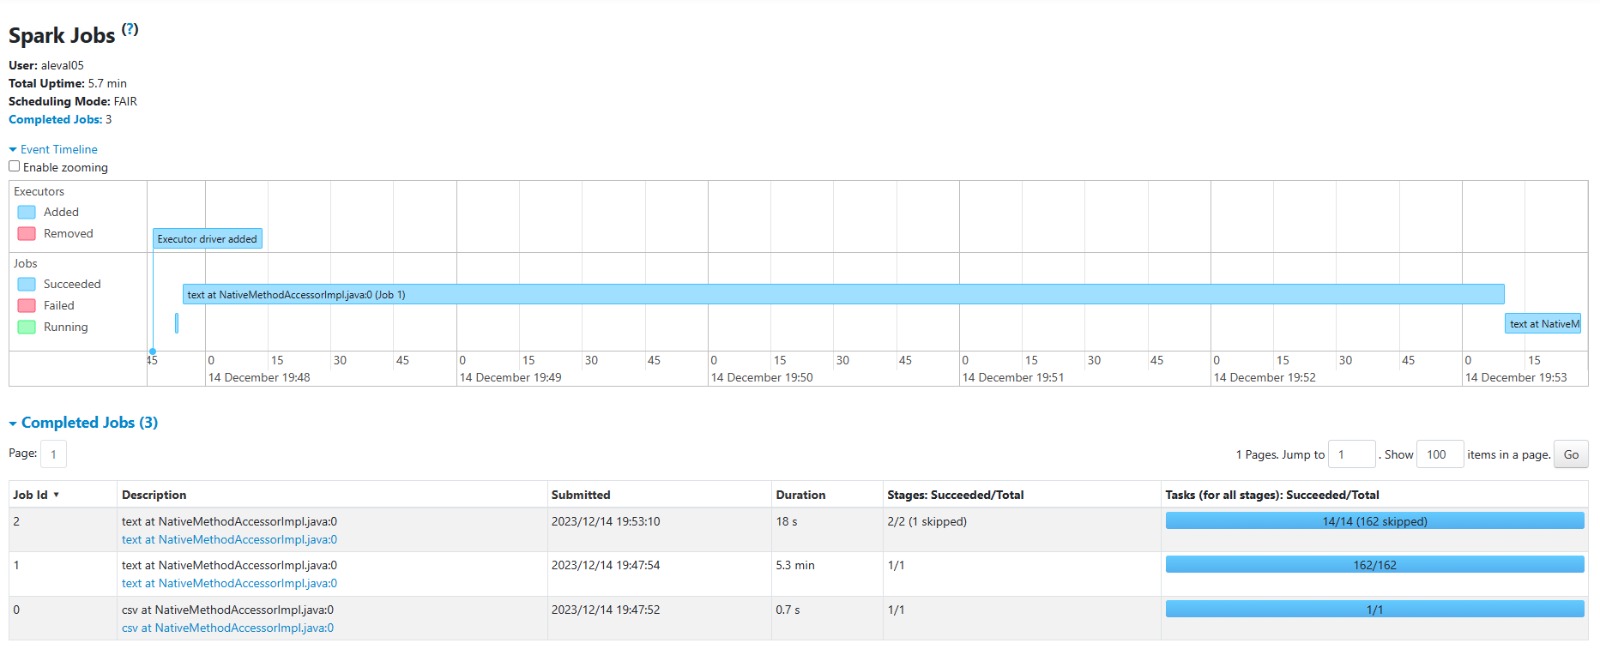 Spark Jobs (?)
User: aleval05
Total Uptime: 5.7 min
Scheduling Mode: FAIR
Completed Jobs: 3
Event Timeline
Enable zooming
Executors
Added
Removed
Executor driver added
Jobs
Succeeded
Failed
Running
text at NativeMethodAccessorImpl.java:0 (Job 1)
text at NativeM
45 0 15 30 45 0 15 30 45 0 15 30 45 0 15 30 45 0 15 30 45 0 15
14 December 19:48 14 December 19:49 14 December 19:50 14 December 19:51 14 December 19:52 14 December 19:53
Completed Jobs (3)
Page: 1 1 Pages. Jump to 1 . Show 100 items in a page. Go
Job Id ▾ Description Submitted Duration Stages: Succeeded/Total Tasks (for all stages): Succeeded/Total
2 text at NativeMethodAccessorImpl.java:0 2023/12/14 19:53:10 18 s 2/2 (1 skipped) 14/14 (162 skipped)
text at NativeMethodAccessorImpl.java:0
1 text at NativeMethodAccessorImpl.java:0 2023/12/14 19:47:54 5.3 min 1/1 162/162
text at NativeMethodAccessorImpl.java:0
0 csv at NativeMethodAccessorImpl.java:0 2023/12/14 19:47:52 0.7 s 1/1 1/1
csv at NativeMethodAccessorImpl.java:0